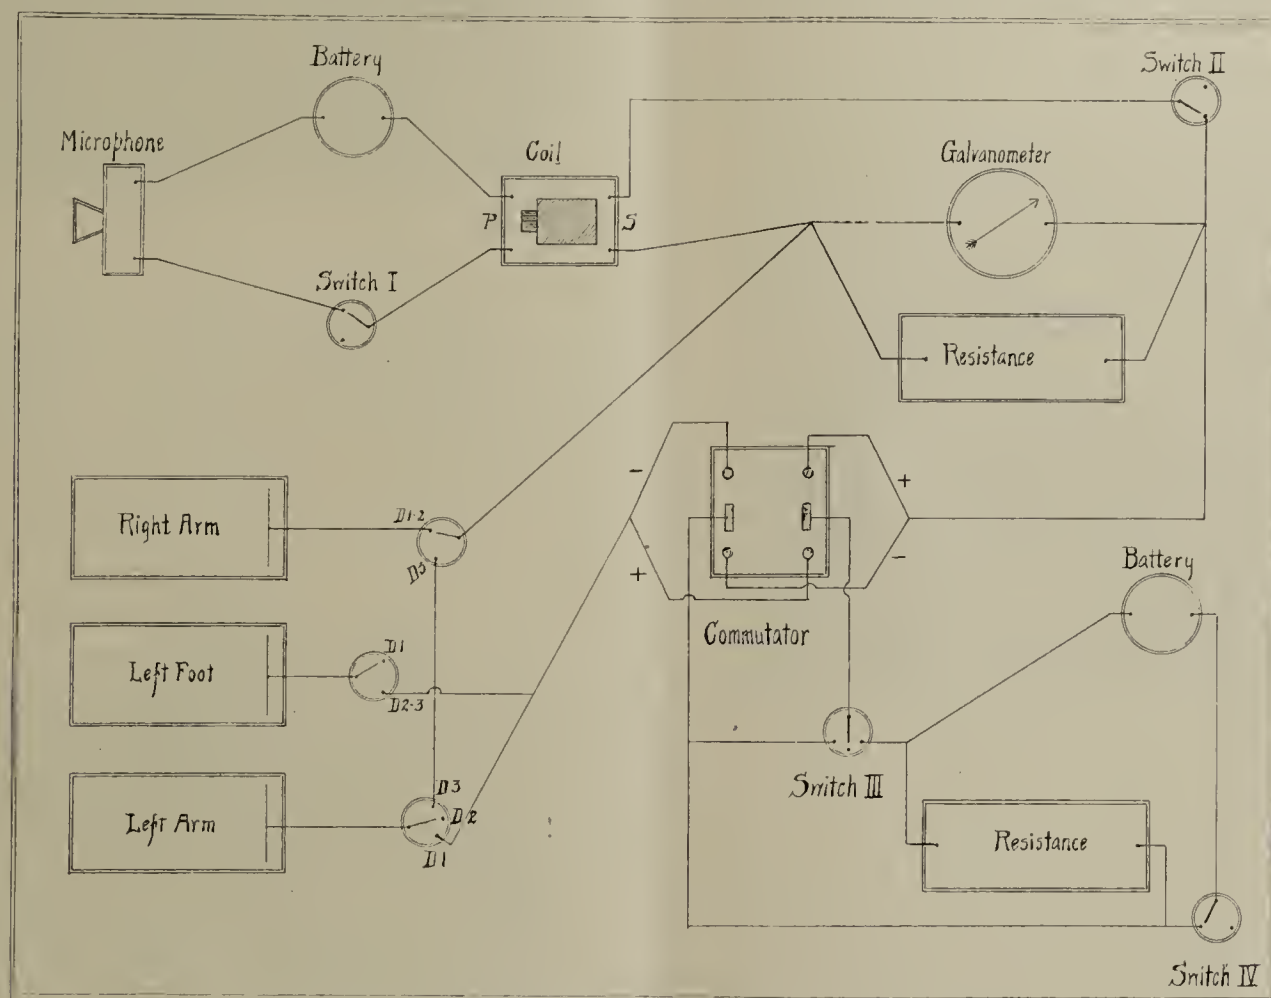 Battery
Switch II
Microphone
Coil
Galvanometer
P
S
Switch I
Resistance
-
+
Right Arm
D1-2
D3
+
-
Battery
Commutator
Left Foot
D1
D2-3
Switch III
D3
D2
Left Arm
D1
Resistance
Switch IV